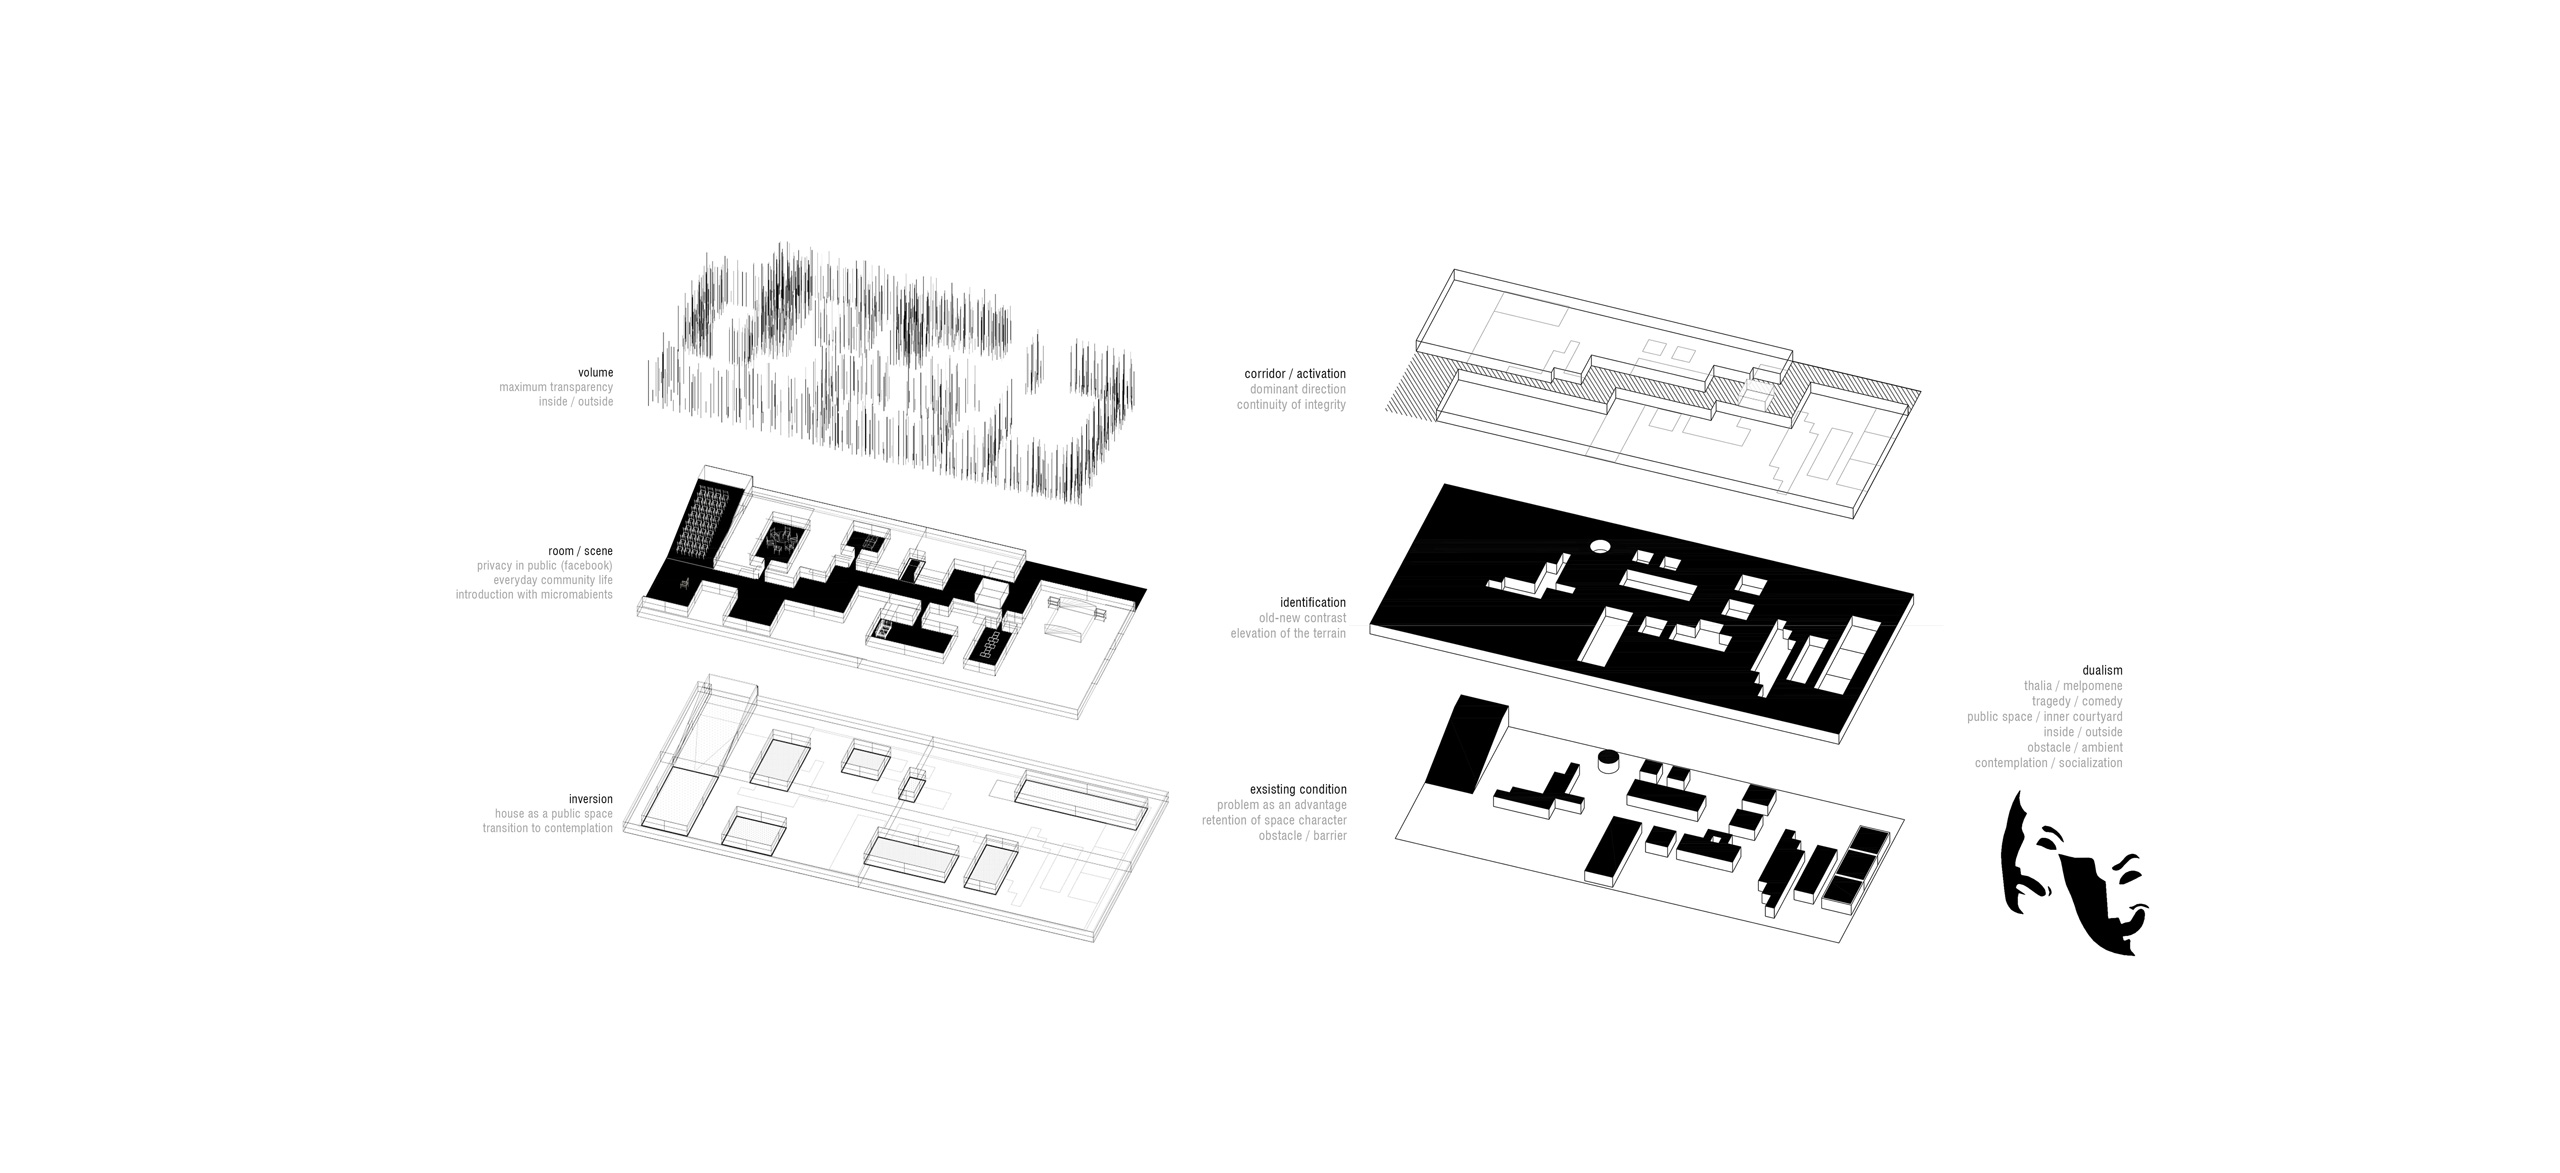 volume
maximum transparency
inside / outside
room / scene
privacy in public (facebook)
everyday community life
introduction with micromabients
inversion
house as a public space
transition to contemplation
corridor / activation
dominant direction
continuity of integrity
identification
old-new contrast
elevation of the terrain
exsisting condition
problem as an advantage
retention of space character
obstacle / barrier
dualism
thalia / melpomene
tragedy / comedy
public space / inner courtyard
inside / outside
obstacle / ambient
contemplation / socialization